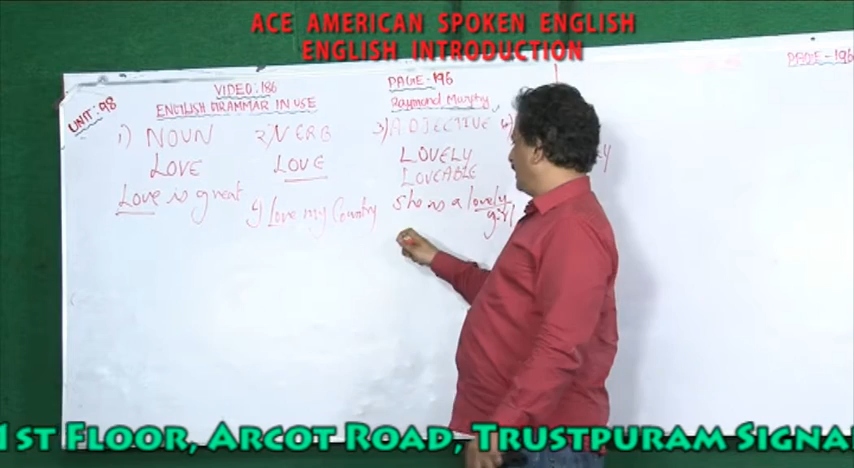 ACE AMERICAN SPOKEN ENGLISH
ENGLISH INTRODUCTION
UNIT: 98
VIDEO: 186
PAGE-196
PAGE-196
ENGLISH GRAMMAR IN USE
Raymond Murphy
1) NOUN
2) VERB
3) ADJECTIVE
LOVE
LOVE
LOVELY
LOVEABLE
Love is great
I Love my Country
She is a lovely
girl
1ST FLOOR, ARCOT ROAD, TRUSTPURAM SIGNAL